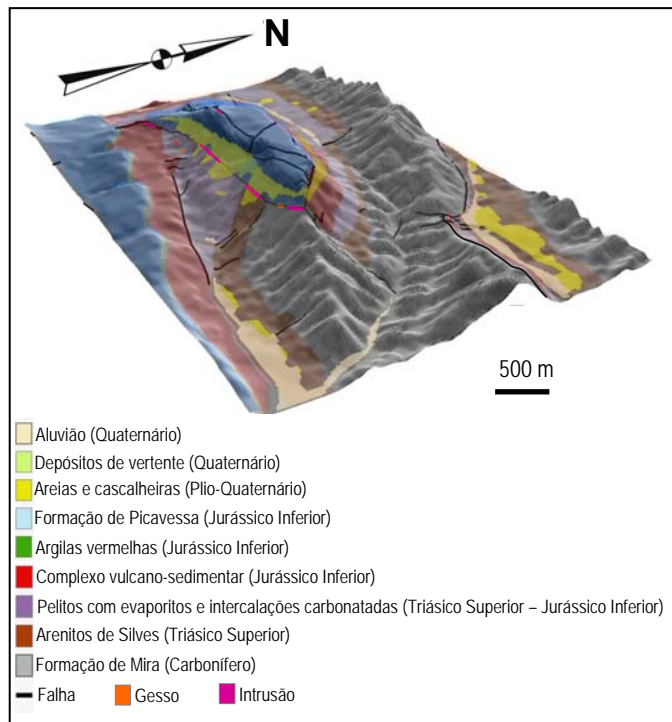 N
500 m
Aluvião (Quaternário)
Depósitos de vertente (Quaternário)
Areias e cascalheiras (Plio-Quaternário)
Formação de Picavessa (Jurássico Inferior)
Argilas vermelhas (Jurássico Inferior)
Complexo vulcano-sedimentar (Jurássico Inferior)
Pelitos com evaporitos e intercalações carbonatadas (Triásico Superior – Jurássico Inferior)
Arenitos de Silves (Triásico Superior)
Formação de Mira (Carbonífero)
Falha Gesso Intrusão